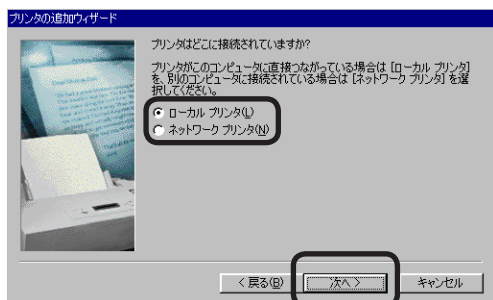 プリンタの追加ウィザード
プリンタはどこに接続されていますか?
プリンタがこのコンピュータに直接つながっている場合は [ローカル プリンタ]
を、別のコンピュータに接続されている場合は [ネットワーク プリンタ] を選
択してください。
ローカル プリンタ(L)
ネットワーク プリンタ(N)
< 戻る(B)
次へ >
キャンセル